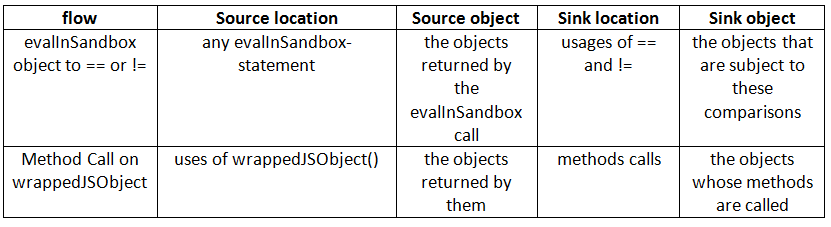 flow Source location Source object Sink location Sink object
evalInSandbox any evalInSandbox- the objects usages of == the objects that
object to == or != statement returned by and != are subject to
the these
evalInSandbox comparisons
call
Method Call on uses of wrappedJSObject() the objects methods calls the objects
wrappedJSObject returned by whose methods
them are called